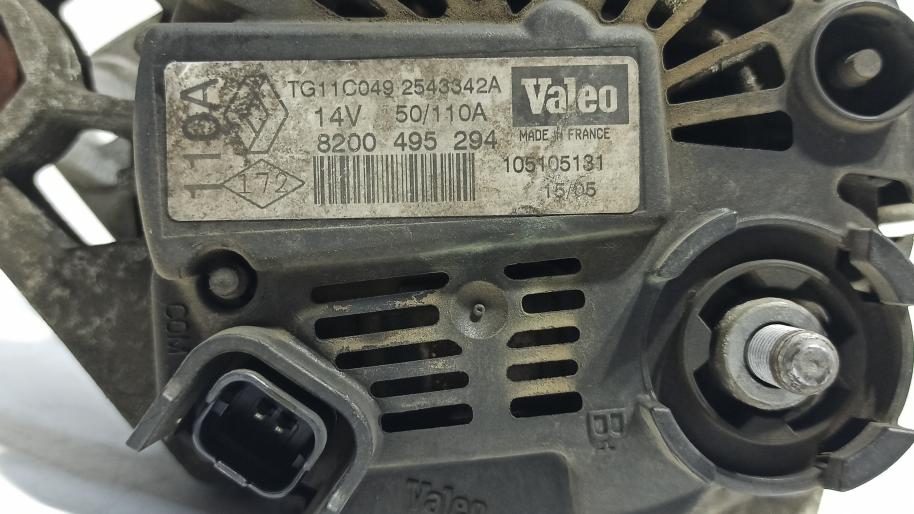 110A
TG11C049 2543342A
14V 50/110A
8200 495 294
172
Valeo
MADE IN FRANCE
105105131
15/05
COM
B+
Valeo